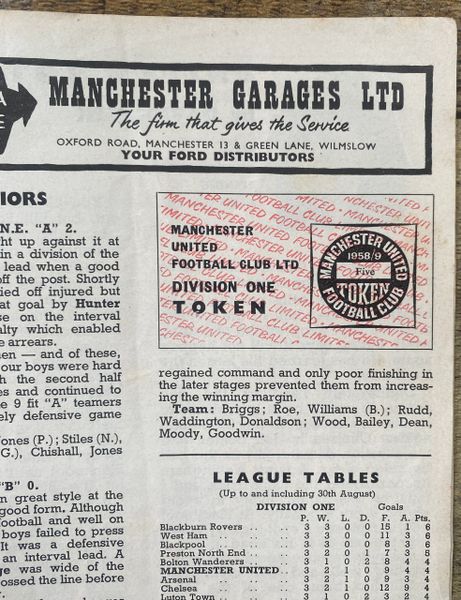 A
E
MANCHESTER GARAGES LTD
The firm that gives the Service
OXFORD ROAD, MANCHESTER 13 & GREEN LANE, WILMSLOW
YOUR FORD DISTRIBUTORS
IORS
N.E. "A" 2.
ht up against it at
in a division of the
lead when a good
off the post. Shortly
ied off injured but
at goal by Hunter
se on the interval
alty which enabled
e arrears.
en — and of these,
our boys were hard
h the second half
es and continued to
e 9 fit "A" teamers
ely defensive game
ones (P.); Stiles (N.),
G.), Chishall, Jones
"B" 0.
n great style at the
good form. Although
football and well on
boys failed to press
It was a defensive
an interval lead. A
ge was wide of the
ossed the line before
MANCHESTER
UNITED
FOOTBALL CLUB LTD
DIVISION ONE
TOKEN
MANCHESTER UNITED
1958/9
Five
TOKEN
FOOTBALL CLUB
regained command and only poor finishing in
the later stages prevented them from increas-
ing the winning margin.
Team: Briggs; Roe, Williams (B.); Rudd,
Waddington, Donaldson; Wood, Bailey, Dean,
Moody, Goodwin.
LEAGUE TABLES
(Up to and including 30th August)
DIVISION ONE Goals
P. W. L. D. F. A. Pts.
Blackburn Rovers .. .. 3 3 0 0 15 1 6
West Ham .. .. .. 3 3 0 0 11 3 6
Blackpool .. .. .. 3 3 0 0 8 3 6
Preston North End .. .. 3 2 0 1 7 3 5
Bolton Wanderers .. .. 3 1 0 2 8 4 4
MANCHESTER UNITED .. 3 2 1 0 9 4 4
Arsenal .. .. .. 3 2 1 0 9 3 4
Chelsea .. .. .. 3 2 1 0 12 9 4
Luton Town